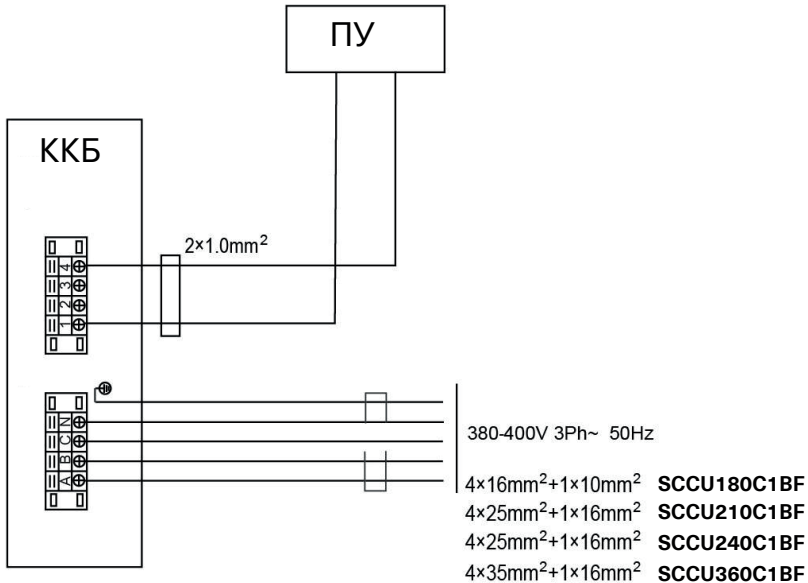 ПУ
ККБ
2×1.0mm²
4
3
2
1
N
C
B
A
380-400V 3Ph~ 50Hz
4×16mm²+1×10mm² SCCU180C1BF
4×25mm²+1×16mm² SCCU210C1BF
4×25mm²+1×16mm² SCCU240C1BF
4×35mm²+1×16mm² SCCU360C1BF